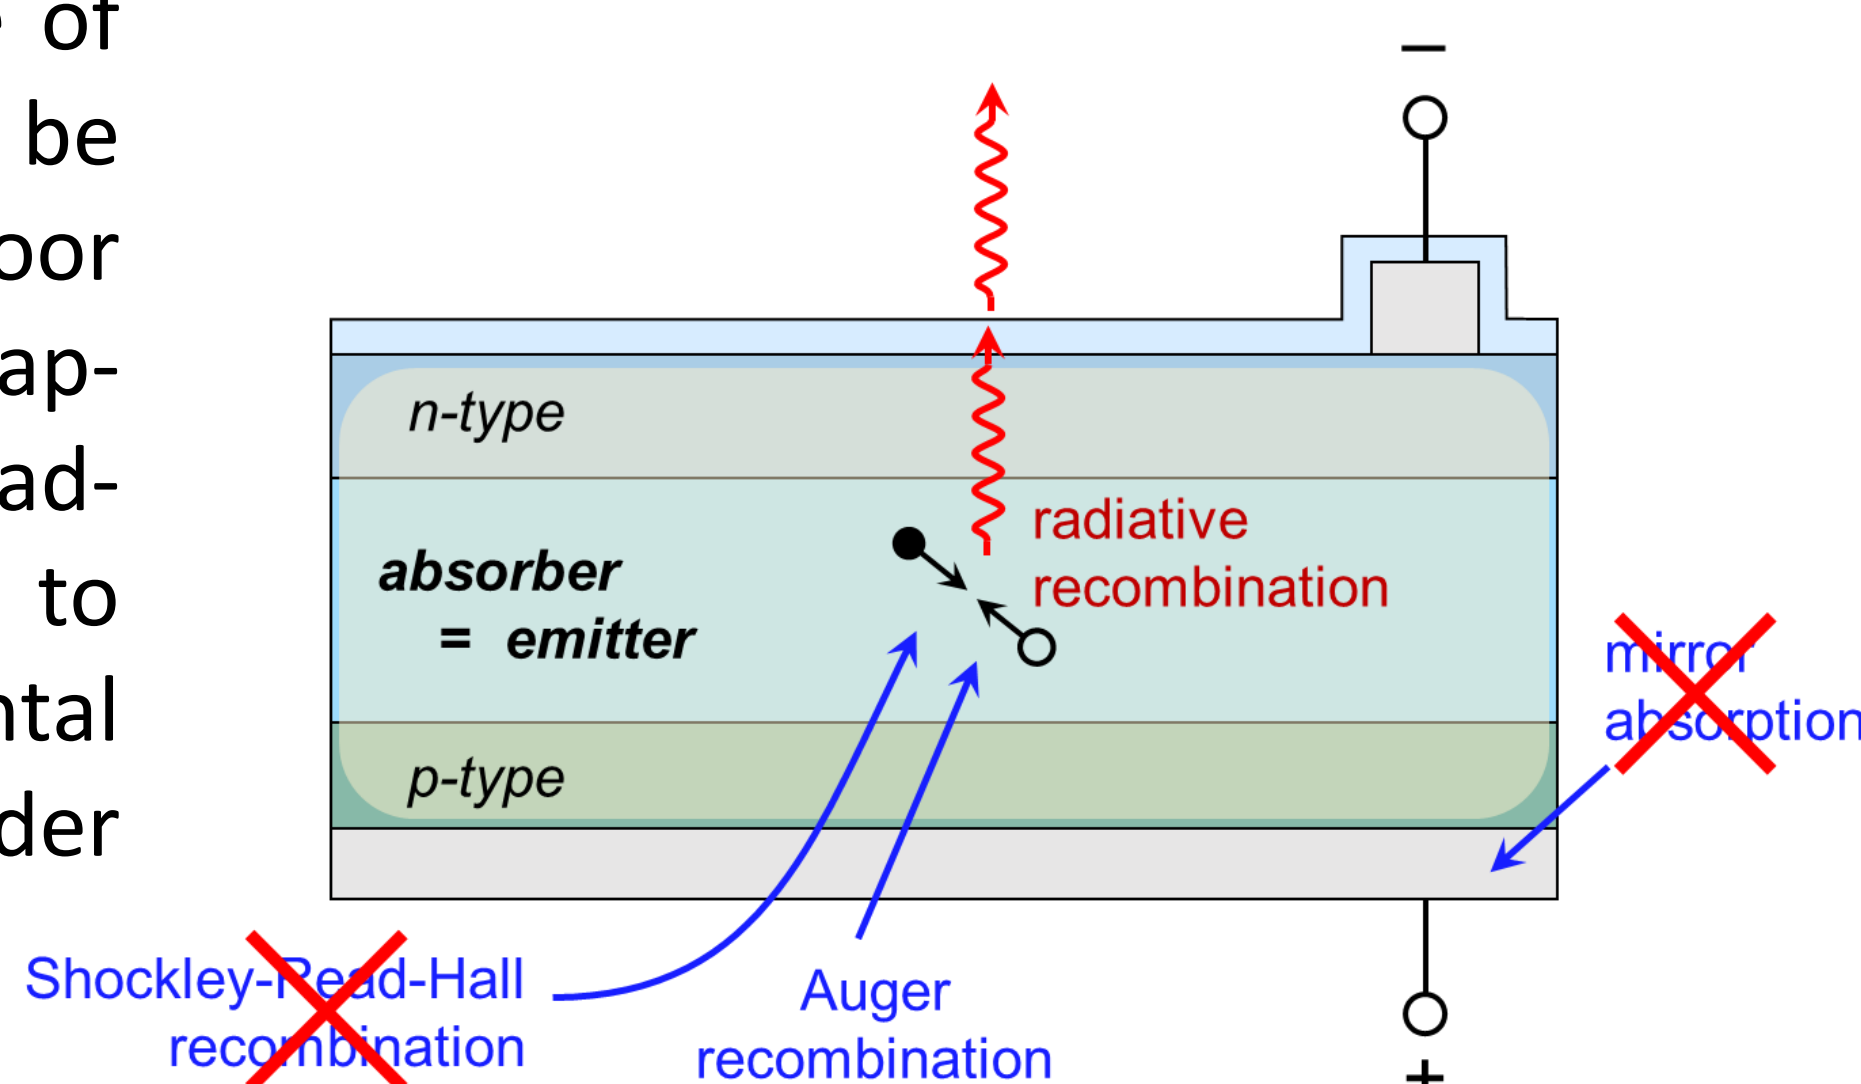 of
be
oor
ap-
ad-
to
ntal
der
−
n-type
radiative
recombination
absorber
= emitter
mirror
absorption
p-type
Shockley-Read-Hall
recombination
Auger
recombination
+